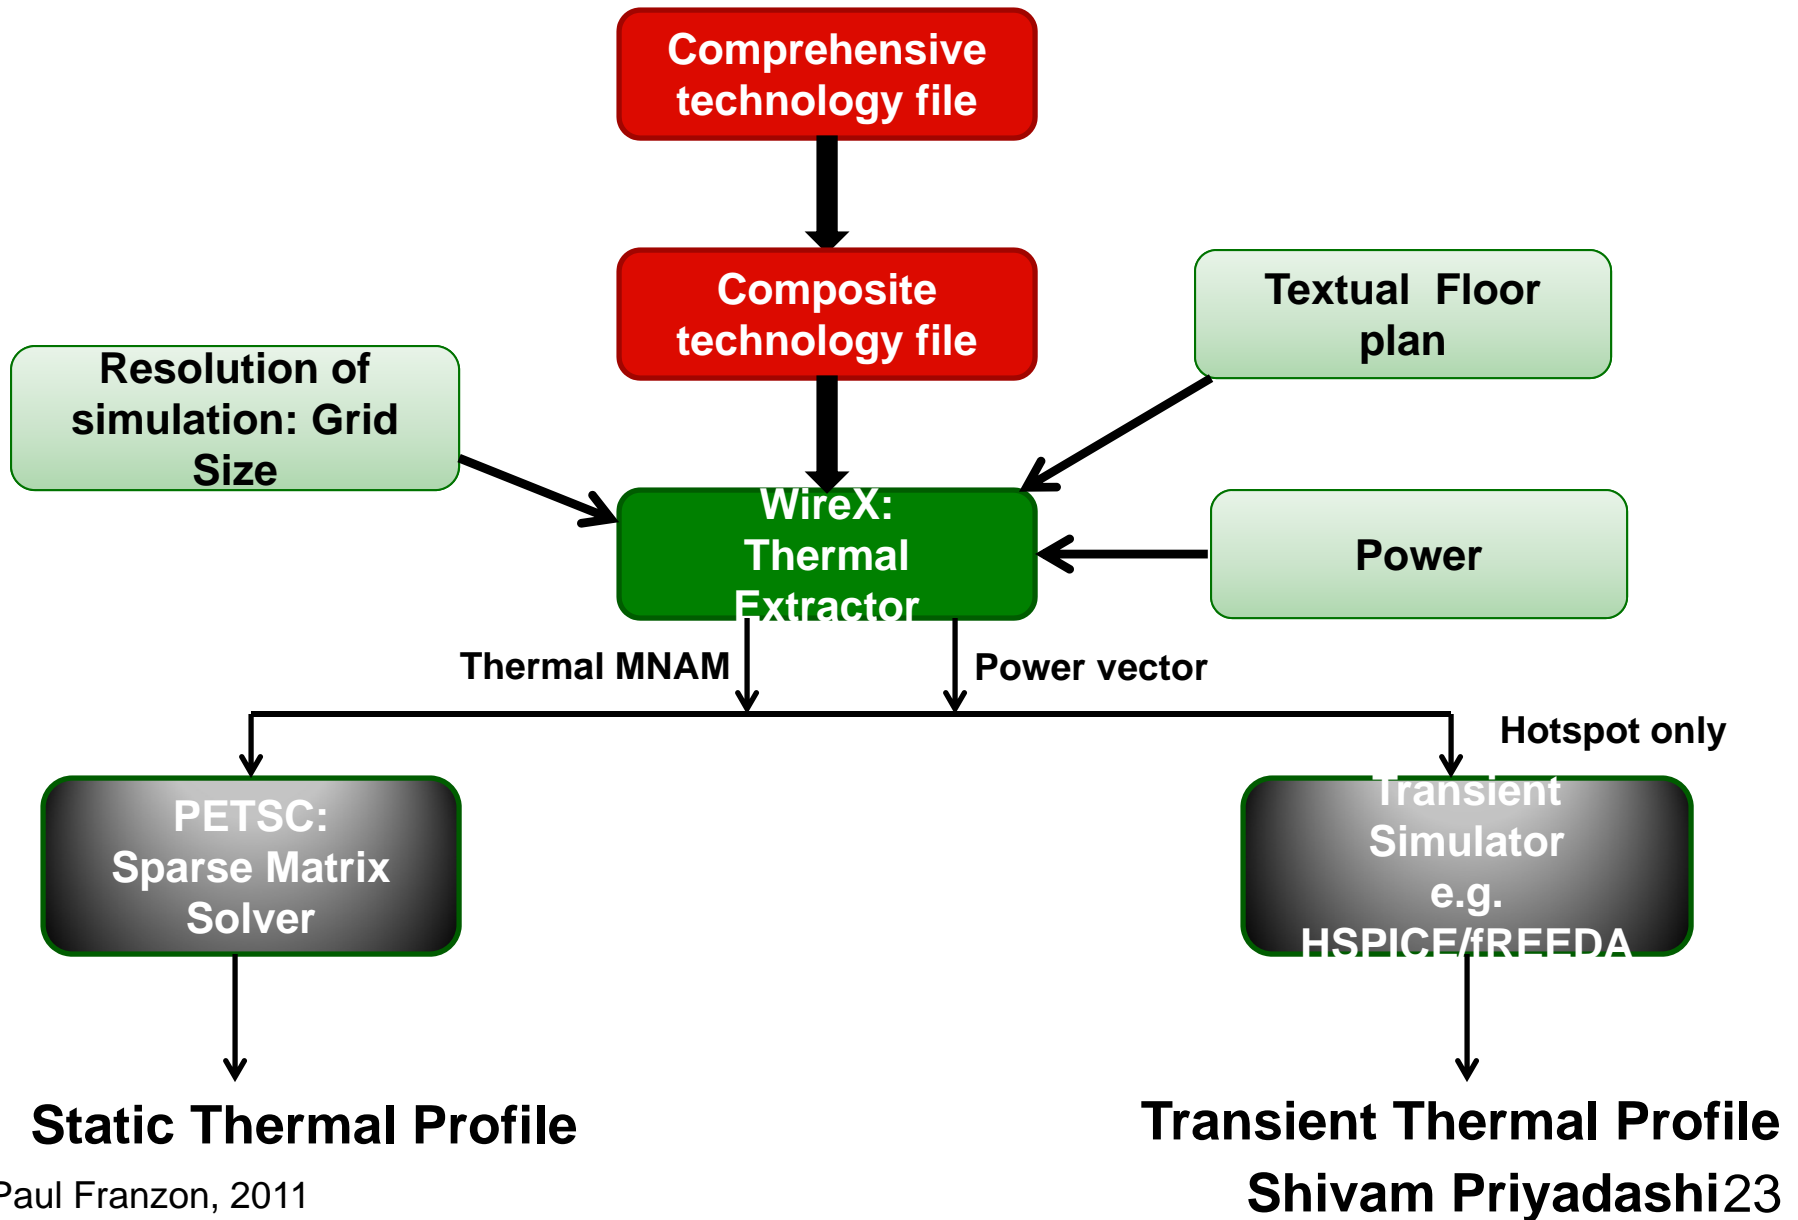 Comprehensive
technology file
Composite
technology file
Textual Floor
plan
Resolution of
simulation: Grid
Size
WireX:
Thermal
Extractor
Power
Thermal MNAM
Power vector
Hotspot only
PETSC:
Sparse Matrix
Solver
Transient
Simulator
e.g.
HSPICE/fREEDA
Static Thermal Profile
Transient Thermal Profile
Paul Franzon, 2011
Shivam Priyadashi23